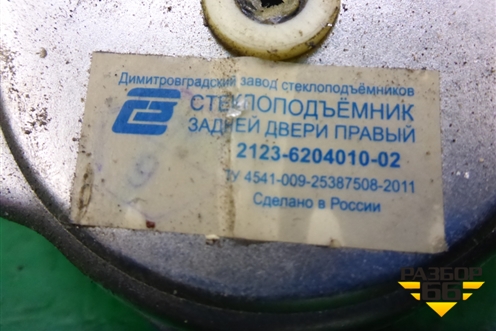 Димитровградский завод стеклоподъёмников
СТЕКЛОПОДЪЁМНИК
ЗАДНЕЙ ДВЕРИ ПРАВЫЙ
2123-6204010-02
ТУ 4541-009-25387508-2011
Сделано в России
РАЗБОР
66